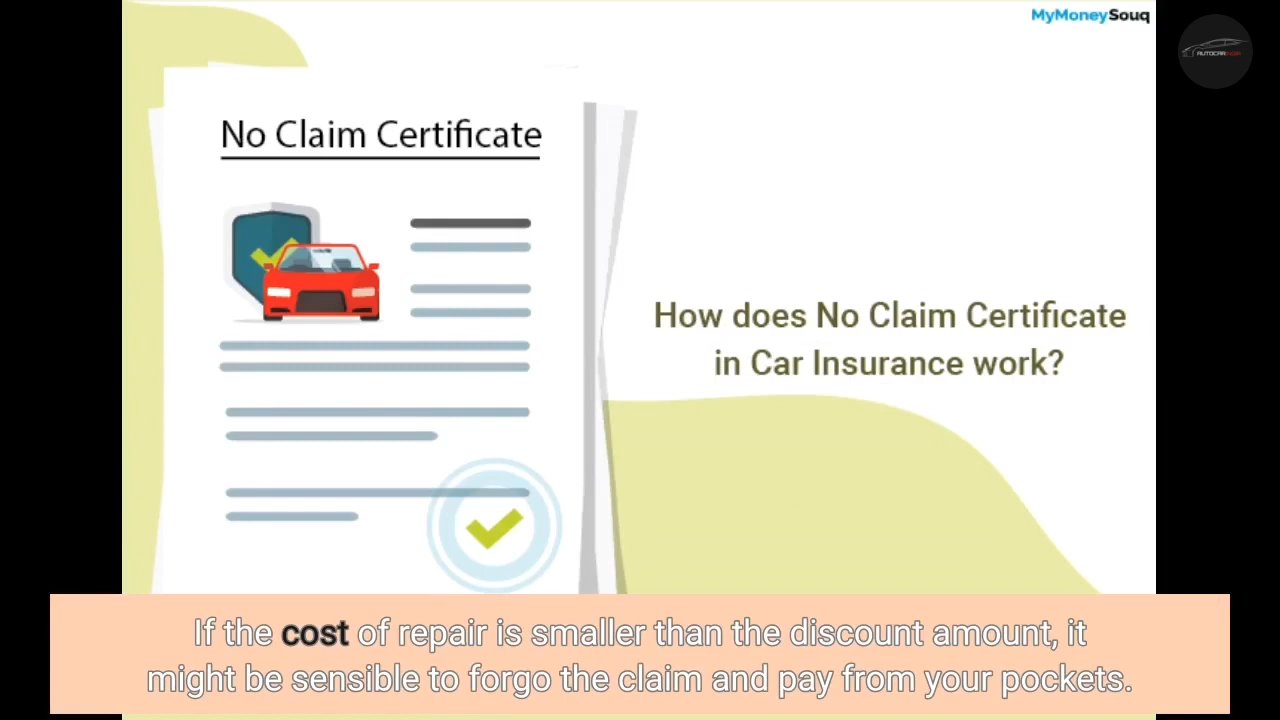 MyMoneySouq
AUTOCARINDIA
No Claim Certificate
How does No Claim Certificate
in Car Insurance work?
If the cost of repair is smaller than the discount amount, it
might be sensible to forgo the claim and pay from your pockets.